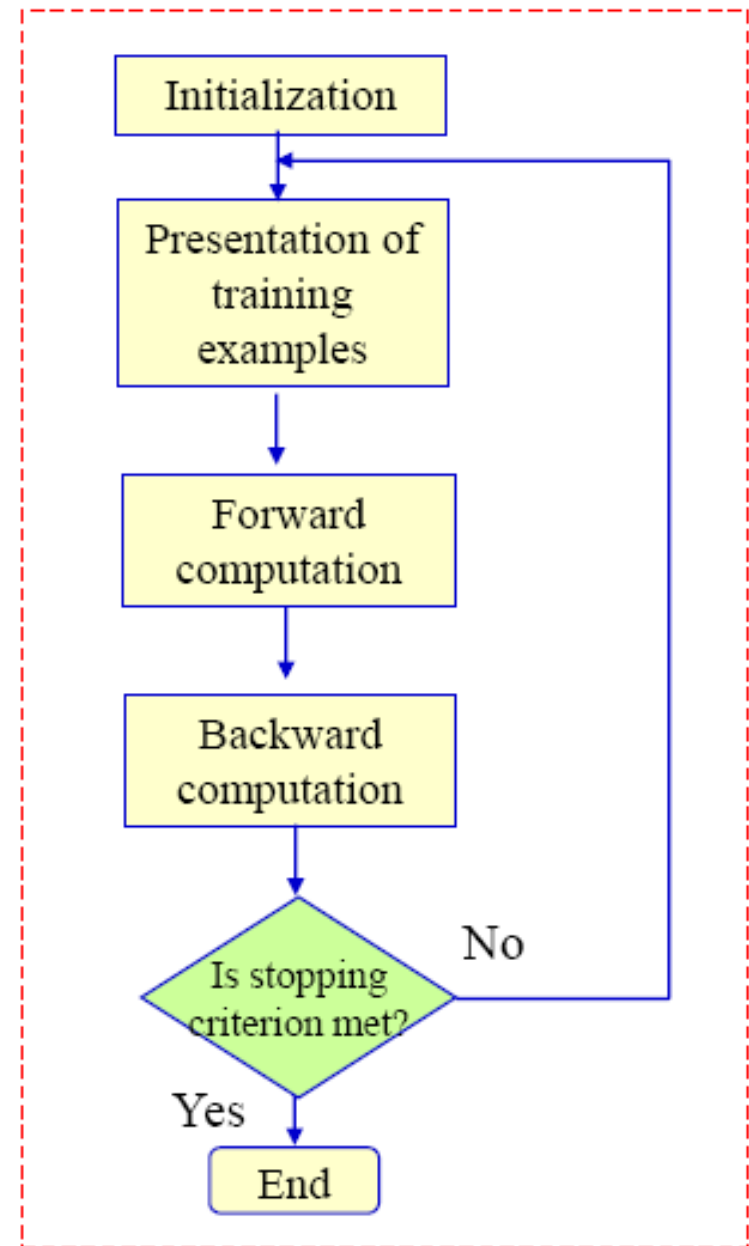 Initialization
Presentation of
training
examples
Forward
computation
Backward
computation
No
Is stopping
criterion met?
Yes
End